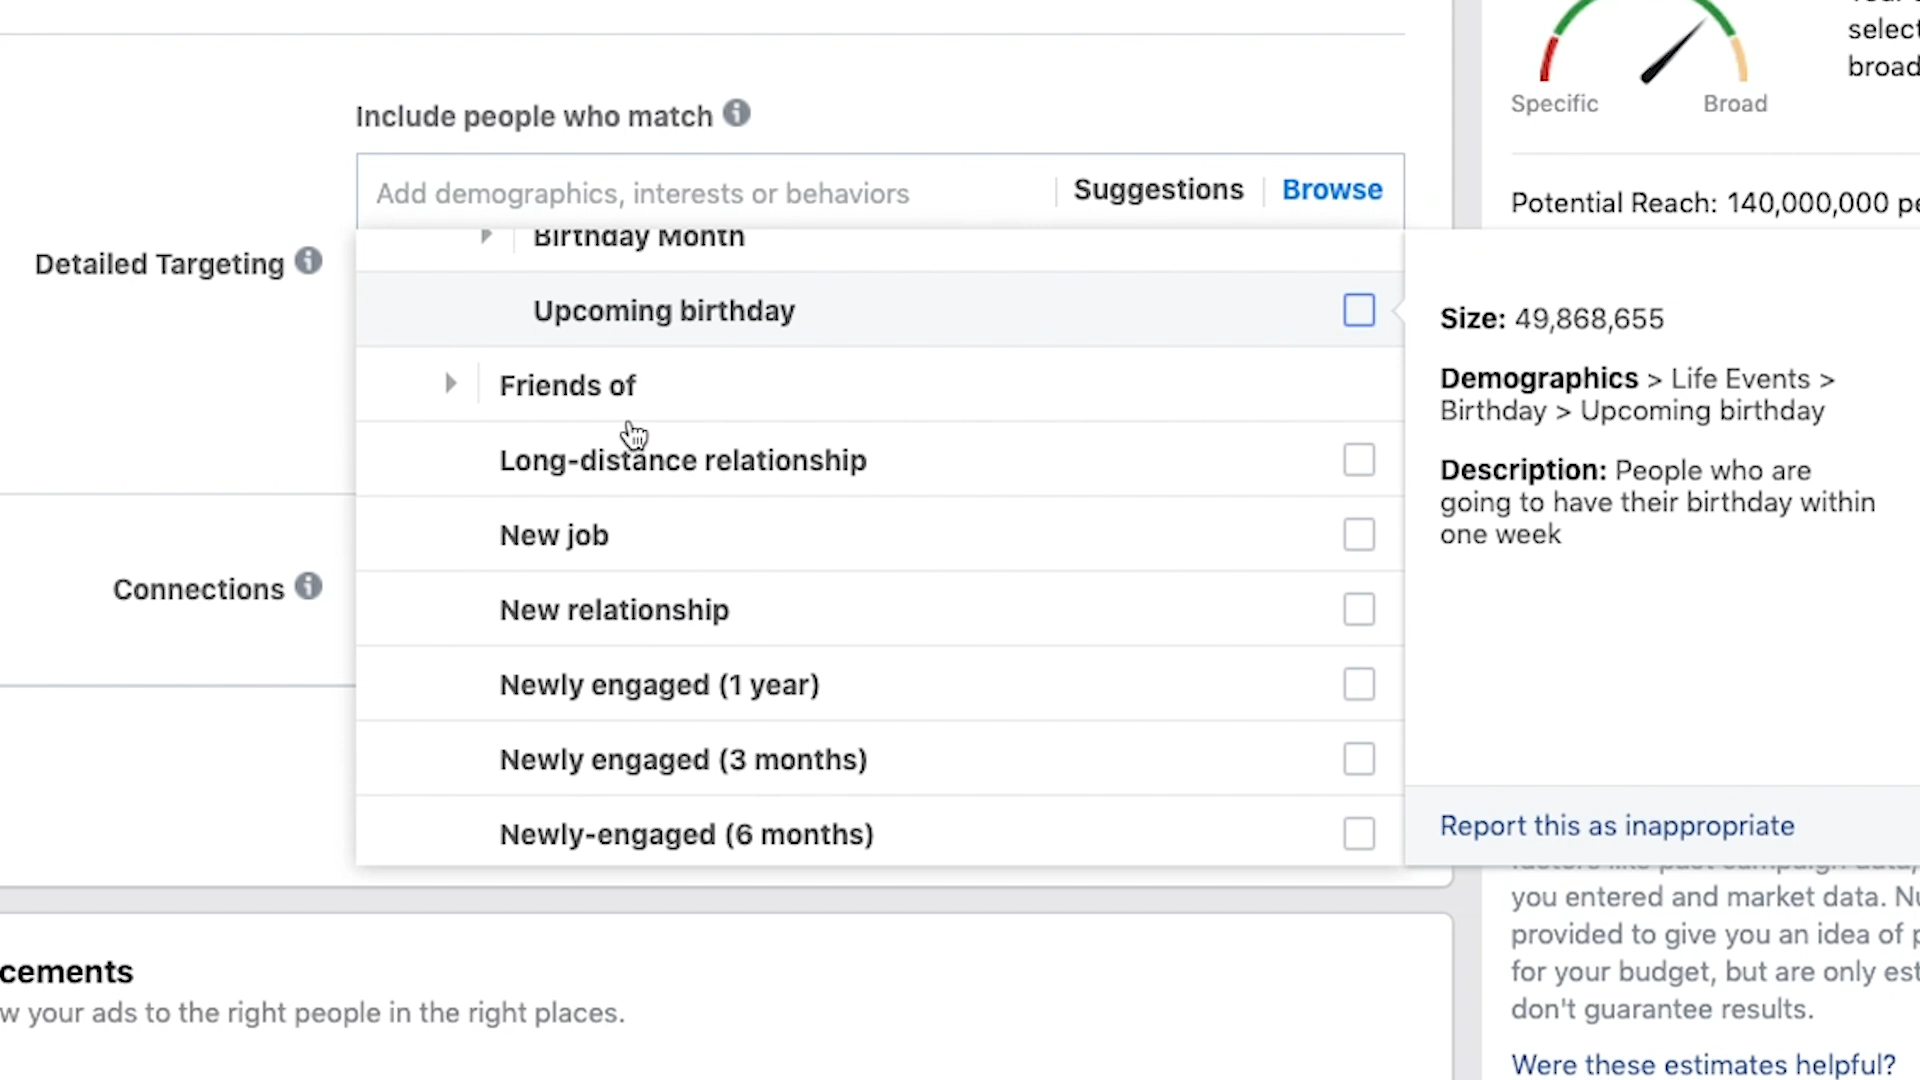 select
broad
Specific
Broad
Include people who match
Add demographics, interests or behaviors
Suggestions
Browse
Potential Reach: 140,000,000 pe
Birthday Month
Detailed Targeting
Upcoming birthday
Size: 49,868,655
Friends of
Demographics > Life Events >
Birthday > Upcoming birthday
Long-distance relationship
Description: People who are
going to have their birthday within
one week
New job
Connections
New relationship
Newly engaged (1 year)
Newly engaged (3 months)
Newly-engaged (6 months)
Report this as inappropriate
you entered and market data. Nu
provided to give you an idea of p
for your budget, but are only est
don't guarantee results.
Were these estimates helpful?
cements
w your ads to the right people in the right places.